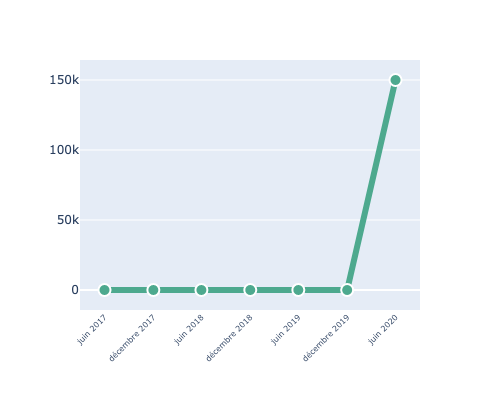 150k
100k
50k
0
juin 2017
décembre 2017
juin 2018
décembre 2018
juin 2019
décembre 2019
juin 2020